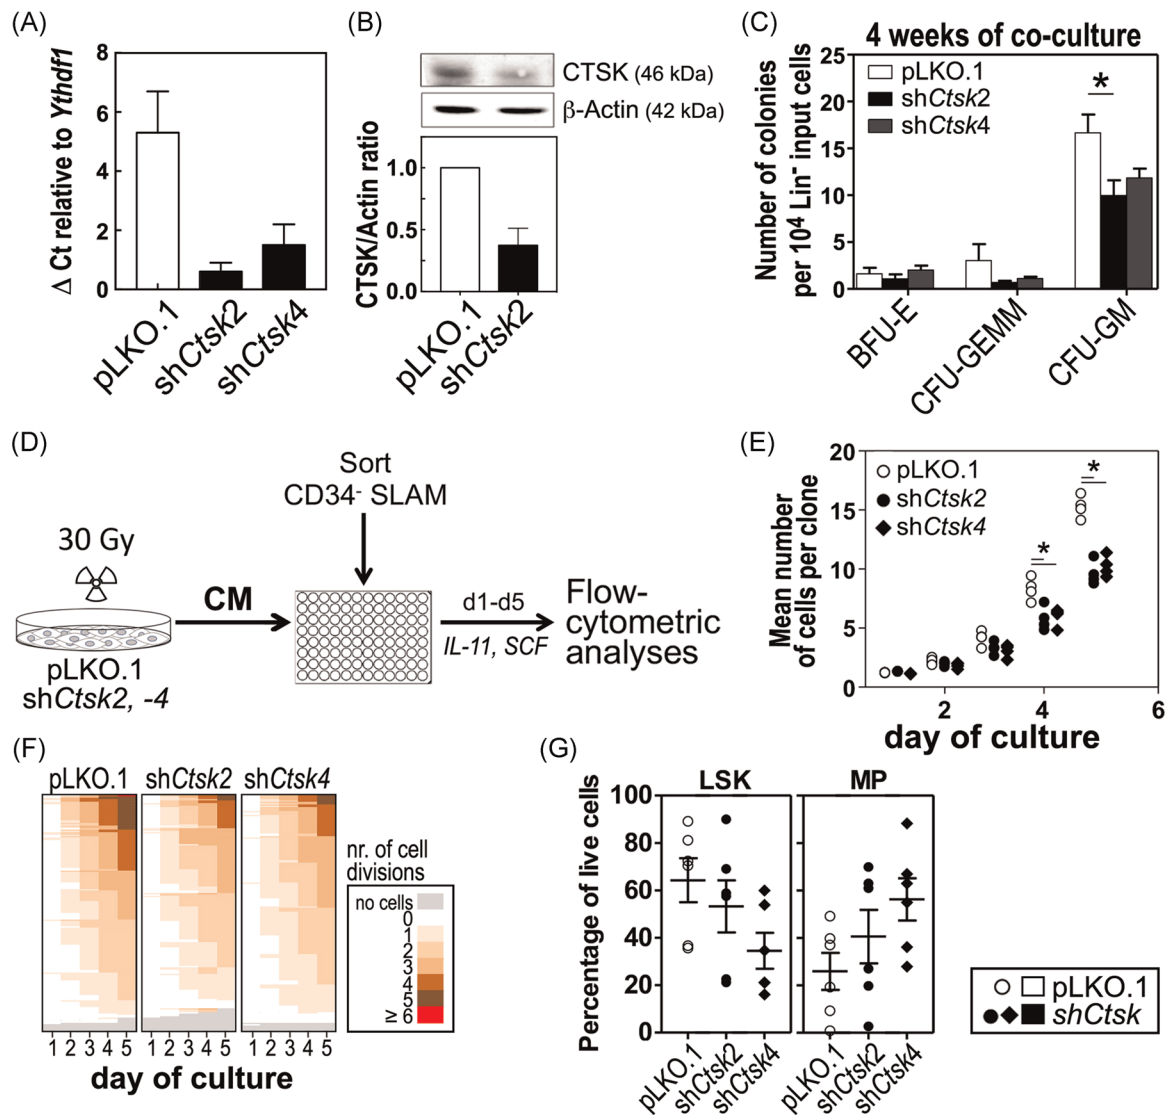 (A)
Δ Ct relative to Ythdf1
8
6
4
2
0
pLKO.1
shCtsk2
shCtsk4
(B)
CTSK (46 kDa)
β-Actin (42 kDa)
CTSK/Actin ratio
1.0
0.5
0.0
pLKO.1
shCtsk2
(C)
4 weeks of co-culture
Number of colonies
per 10⁴ Lin⁻ input cells
25
20
15
10
5
0
pLKO.1
shCtsk2
shCtsk4
*
BFU-E
CFU-GEMM
CFU-GM
(D)
Sort
CD34⁻ SLAM
30 Gy
CM
d1-d5
IL-11, SCF
Flow-
cytometric
analyses
pLKO.1
shCtsk2, -4
(E)
Mean number
of cells per clone
20
15
10
5
0
pLKO.1
shCtsk2
shCtsk4
*
*
2 4 6
day of culture
(F)
pLKO.1 shCtsk2 shCtsk4
nr. of cell
divisions
no cells
0
1
2
3
4
5
≥ 6
1 2 3 4 5 1 2 3 4 5 1 2 3 4 5
day of culture
(G)
LSK MP
Percentage of live cells
100
80
60
40
20
0
pLKO.1
shCtsk2
shCtsk4
pLKO.1
shCtsk2
shCtsk4
pLKO.1
shCtsk